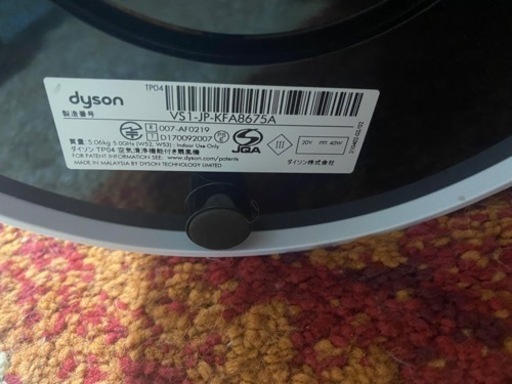 TP04
dyson
製造番号
VS1-JP-KFA8675A
R 007-AF0219
T D170092007
質量：5.06kg 5.0GHz (W52, W53) : Indoor Use Only
ダイソン TP04 空気清浄機能付き扇風機
FOR PATENT INFORMATION SEE: www.dyson.com/patents
MADE IN MALAYSIA BY DYSON TECHNOLOGY LIMITED
S JQA
III
20V ⎓ 40W
ダイソン株式会社